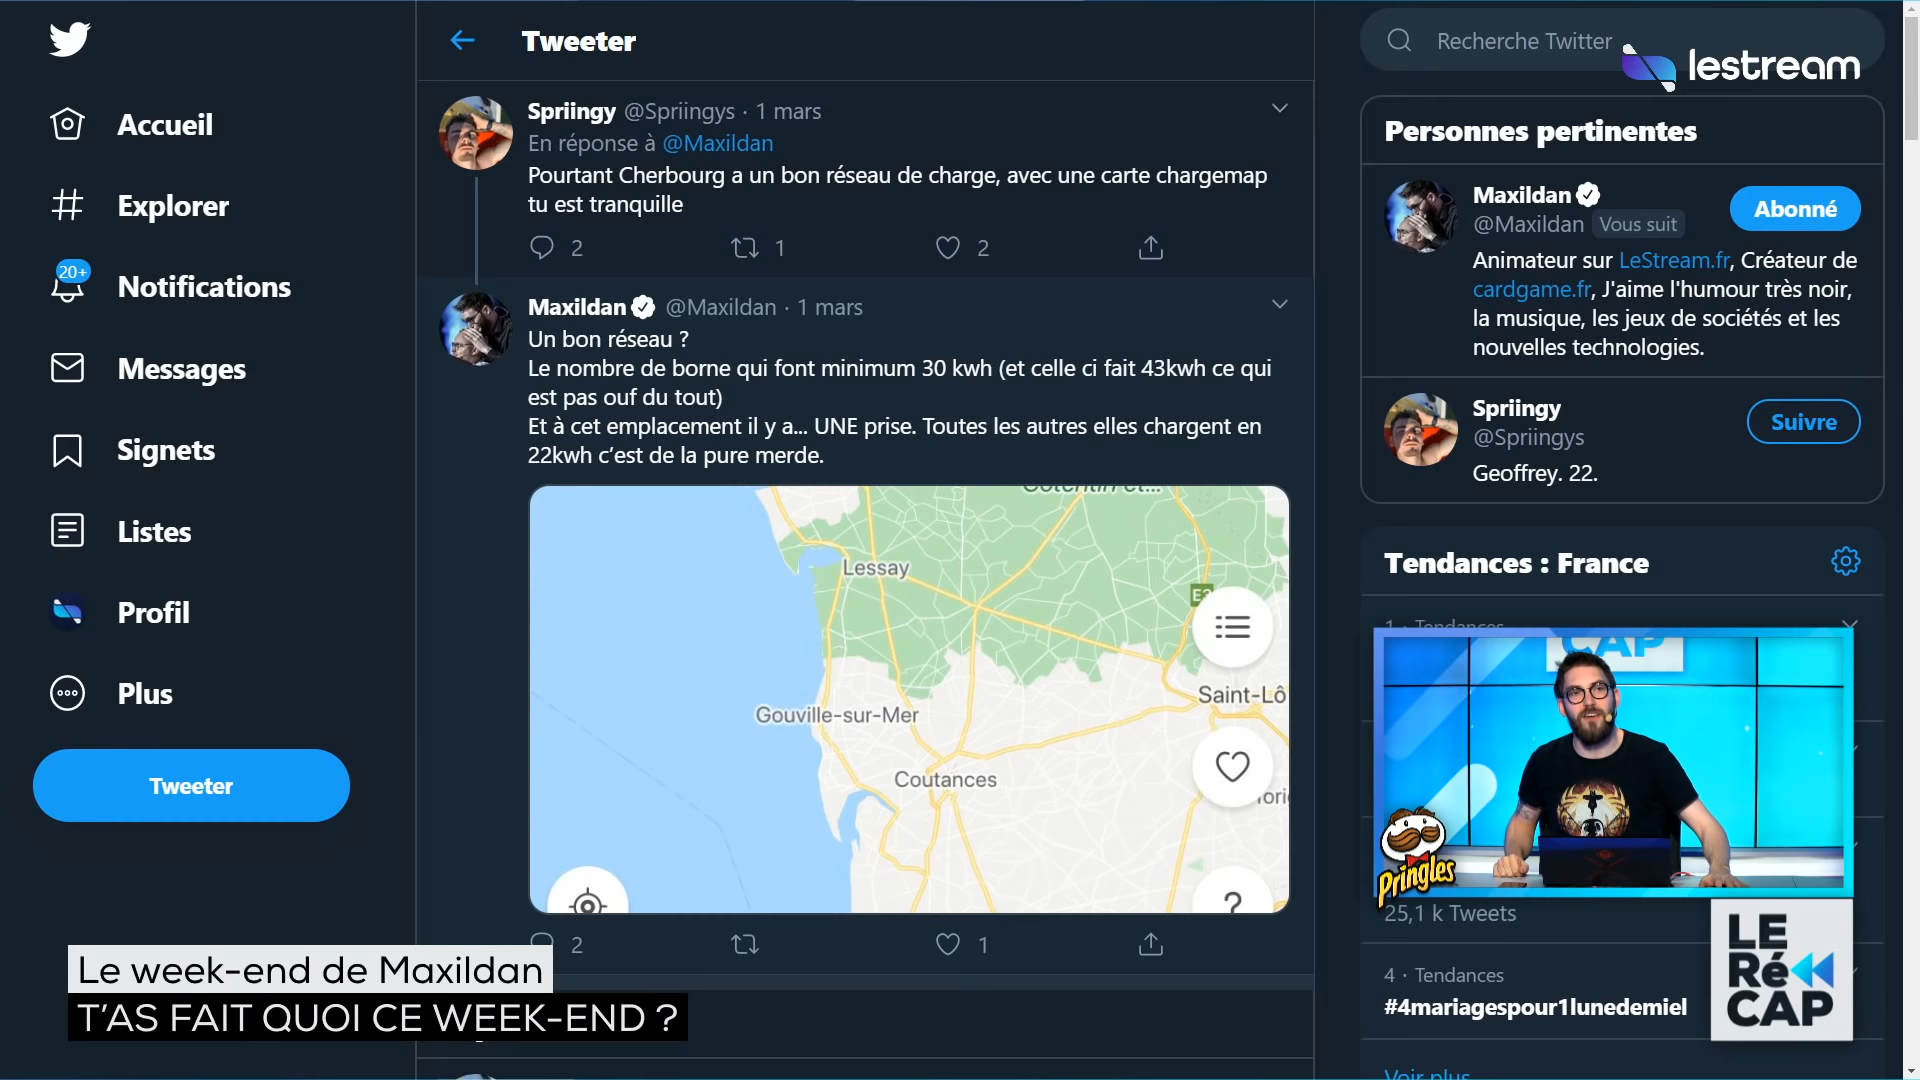 Tweeter
Recherche Twitter
lestream
Accueil
Explorer
20+
Notifications
Messages
Signets
Listes
Profil
Plus
Tweeter
Spriingy @Spriingys · 1 mars
En réponse à @Maxildan
Pourtant Cherbourg a un bon réseau de charge, avec une carte chargemap
tu est tranquille
2 1 2
Maxildan @Maxildan · 1 mars
Un bon réseau ?
Le nombre de borne qui font minimum 30 kwh (et celle ci fait 43kwh ce qui
est pas ouf du tout)
Et à cet emplacement il y a... UNE prise. Toutes les autres elles chargent en
22kwh c’est de la pure merde.
Lessay
Saint-Lô
Gouville-sur-Mer
Coutances
?
2 1
Personnes pertinentes
Maxildan
@Maxildan Vous suit
Abonné
Animateur sur LeStream.fr, Créateur de
cardgame.fr, J'aime l'humour très noir,
la musique, les jeux de sociétés et les
nouvelles technologies.
Spriingy
@Spriingys
Suivre
Geoffrey. 22.
Tendances : France
1 · Tendances
CAP
Pringles
25,1 k Tweets
4 · Tendances
#4mariagespour1lunedemiel
Voir plus
LE
Ré
CAP
Le week-end de Maxildan
T’AS FAIT QUOI CE WEEK-END ?